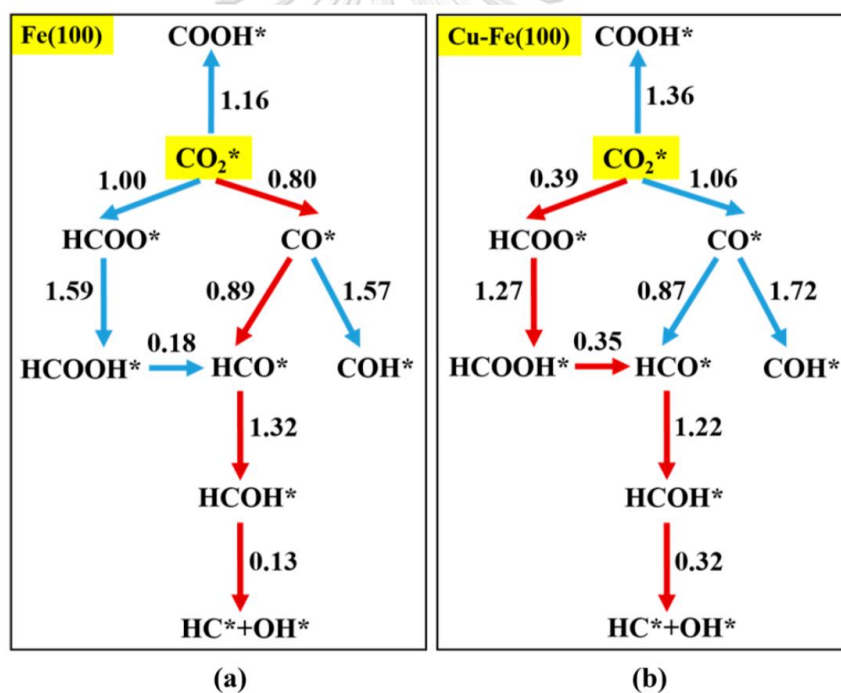 Fe(100)
COOH*
1.16
CO₂*
1.00
0.80
HCOO*
CO*
1.59
0.89
1.57
0.18
HCOOH*
HCO*
COH*
1.32
HCOH*
0.13
HC*+OH*
(a)
Cu-Fe(100)
COOH*
1.36
CO₂*
0.39
1.06
HCOO*
CO*
1.27
0.87
1.72
0.35
HCOOH*
HCO*
COH*
1.22
HCOH*
0.32
HC*+OH*
(b)